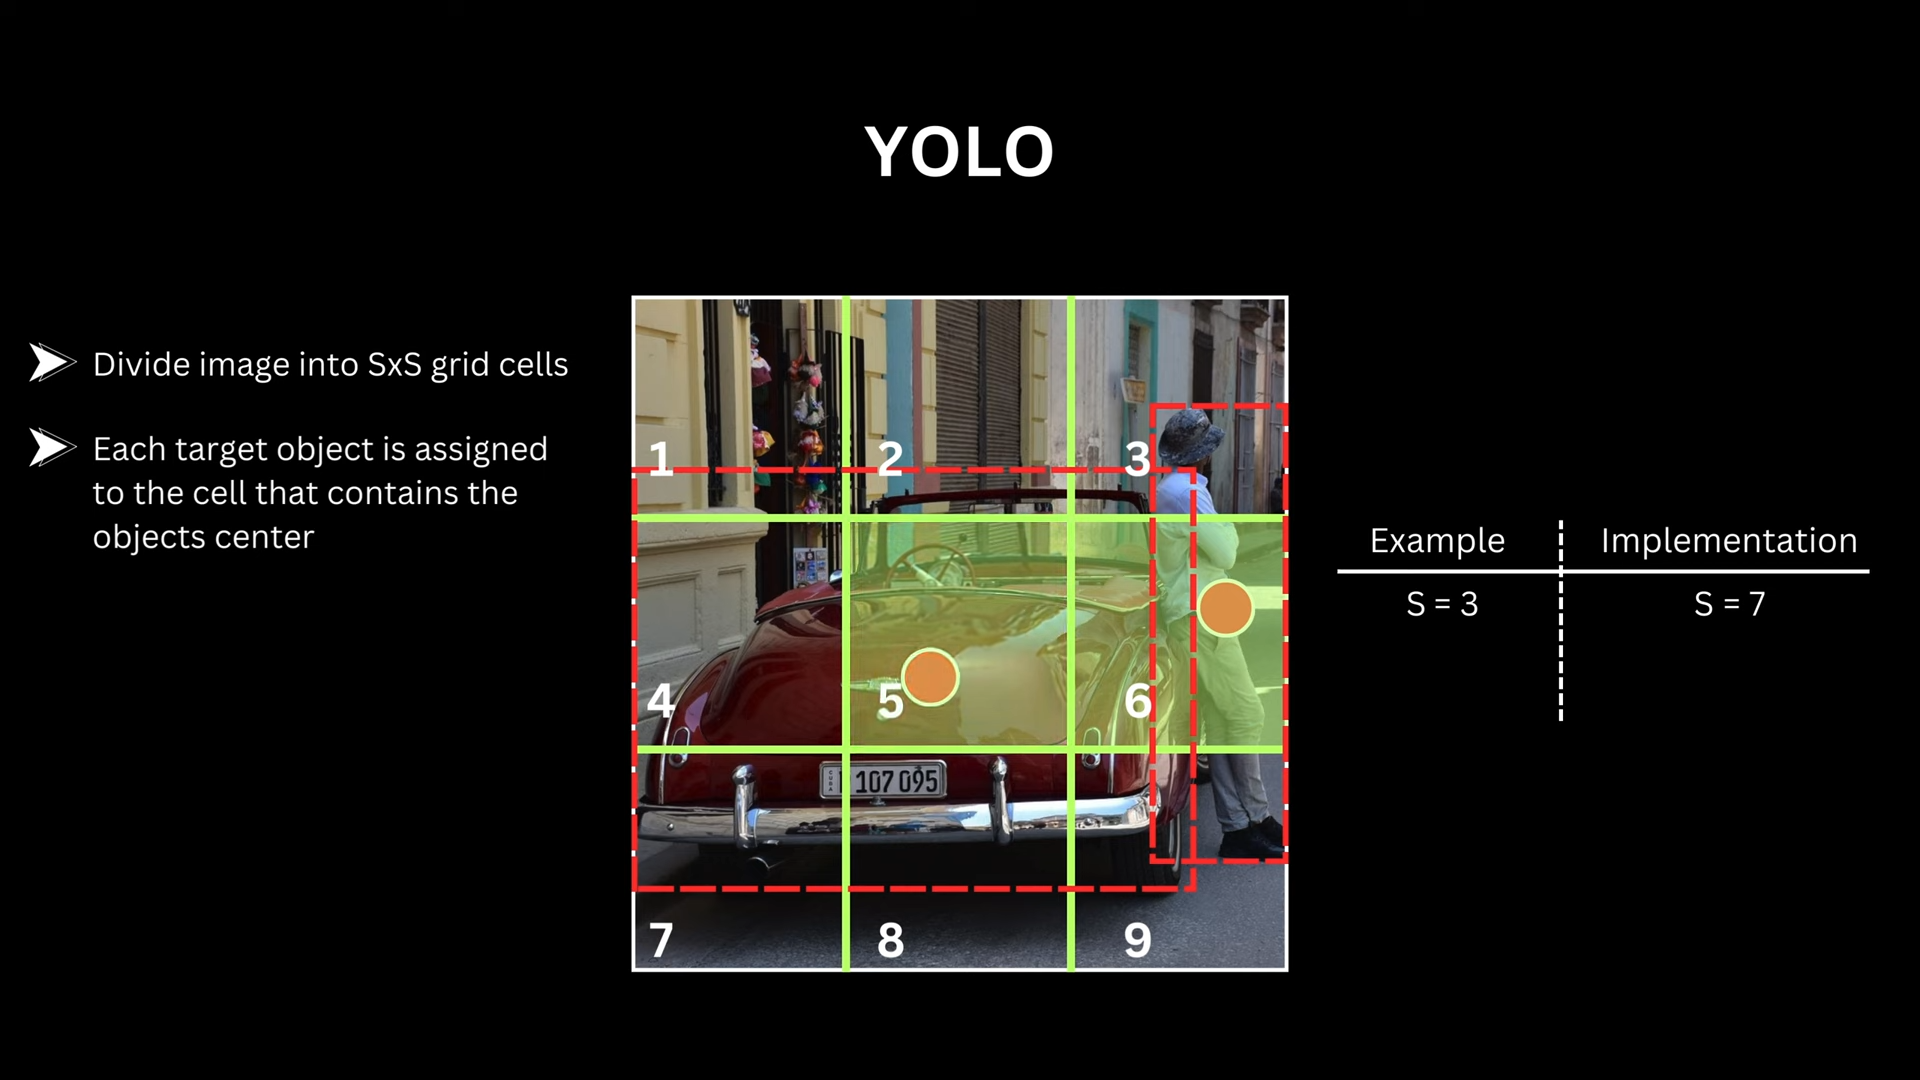 YOLO
Divide image into SxS grid cells
Each target object is assigned
to the cell that contains the
objects center
1
2
3
4
5
6
7
8
9
CUBA
107 095
Example
Implementation
S = 3
S = 7